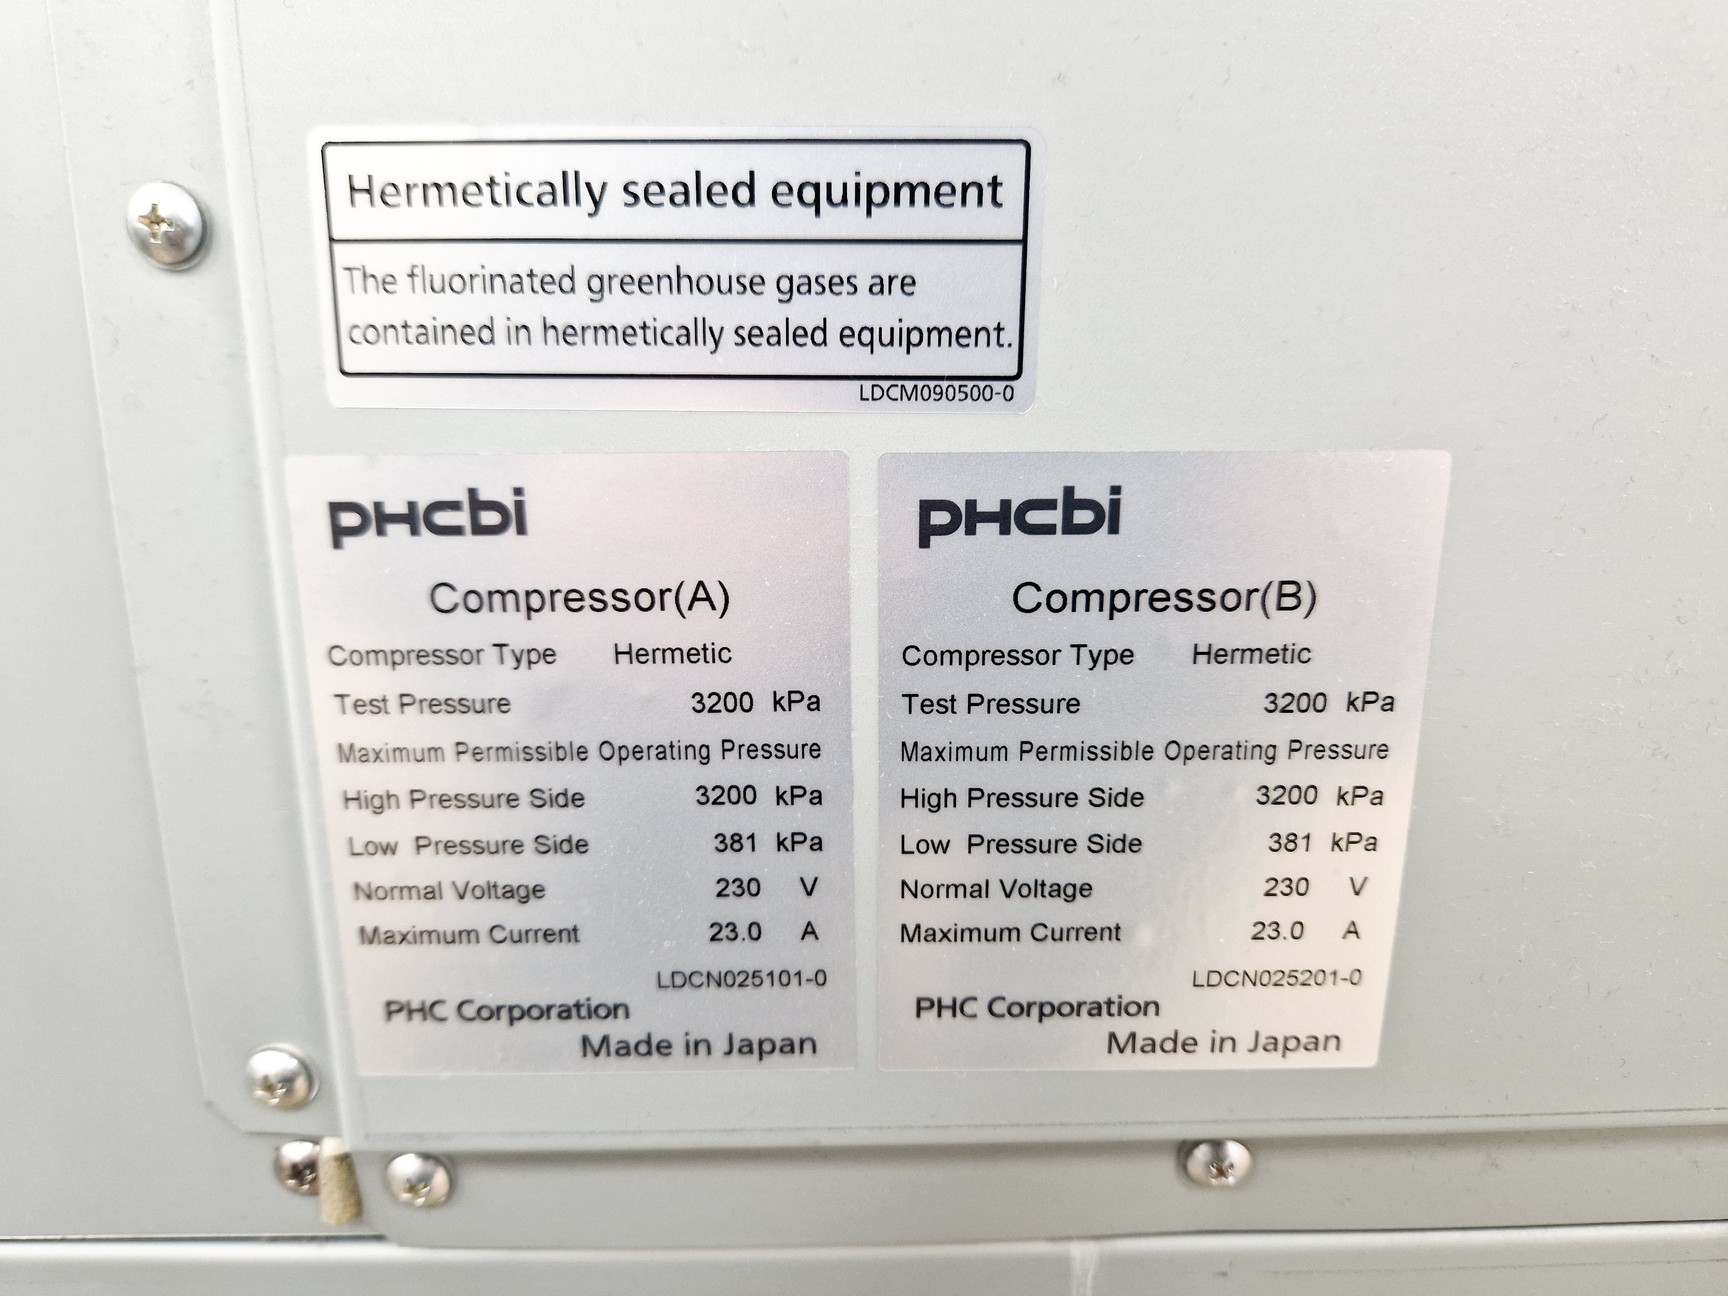 Hermetically sealed equipment
The fluorinated greenhouse gases are
contained in hermetically sealed equipment.
LDCM090500-0
PHCbi
Compressor(A)
Compressor Type Hermetic
Test Pressure 3200 kPa
Maximum Permissible Operating Pressure
High Pressure Side 3200 kPa
Low Pressure Side 381 kPa
Normal Voltage 230 V
Maximum Current 23.0 A
LDCN025101-0
PHC Corporation
Made in Japan
PHCbi
Compressor(B)
Compressor Type Hermetic
Test Pressure 3200 kPa
Maximum Permissible Operating Pressure
High Pressure Side 3200 kPa
Low Pressure Side 381 kPa
Normal Voltage 230 V
Maximum Current 23.0 A
LDCN025201-0
PHC Corporation
Made in Japan